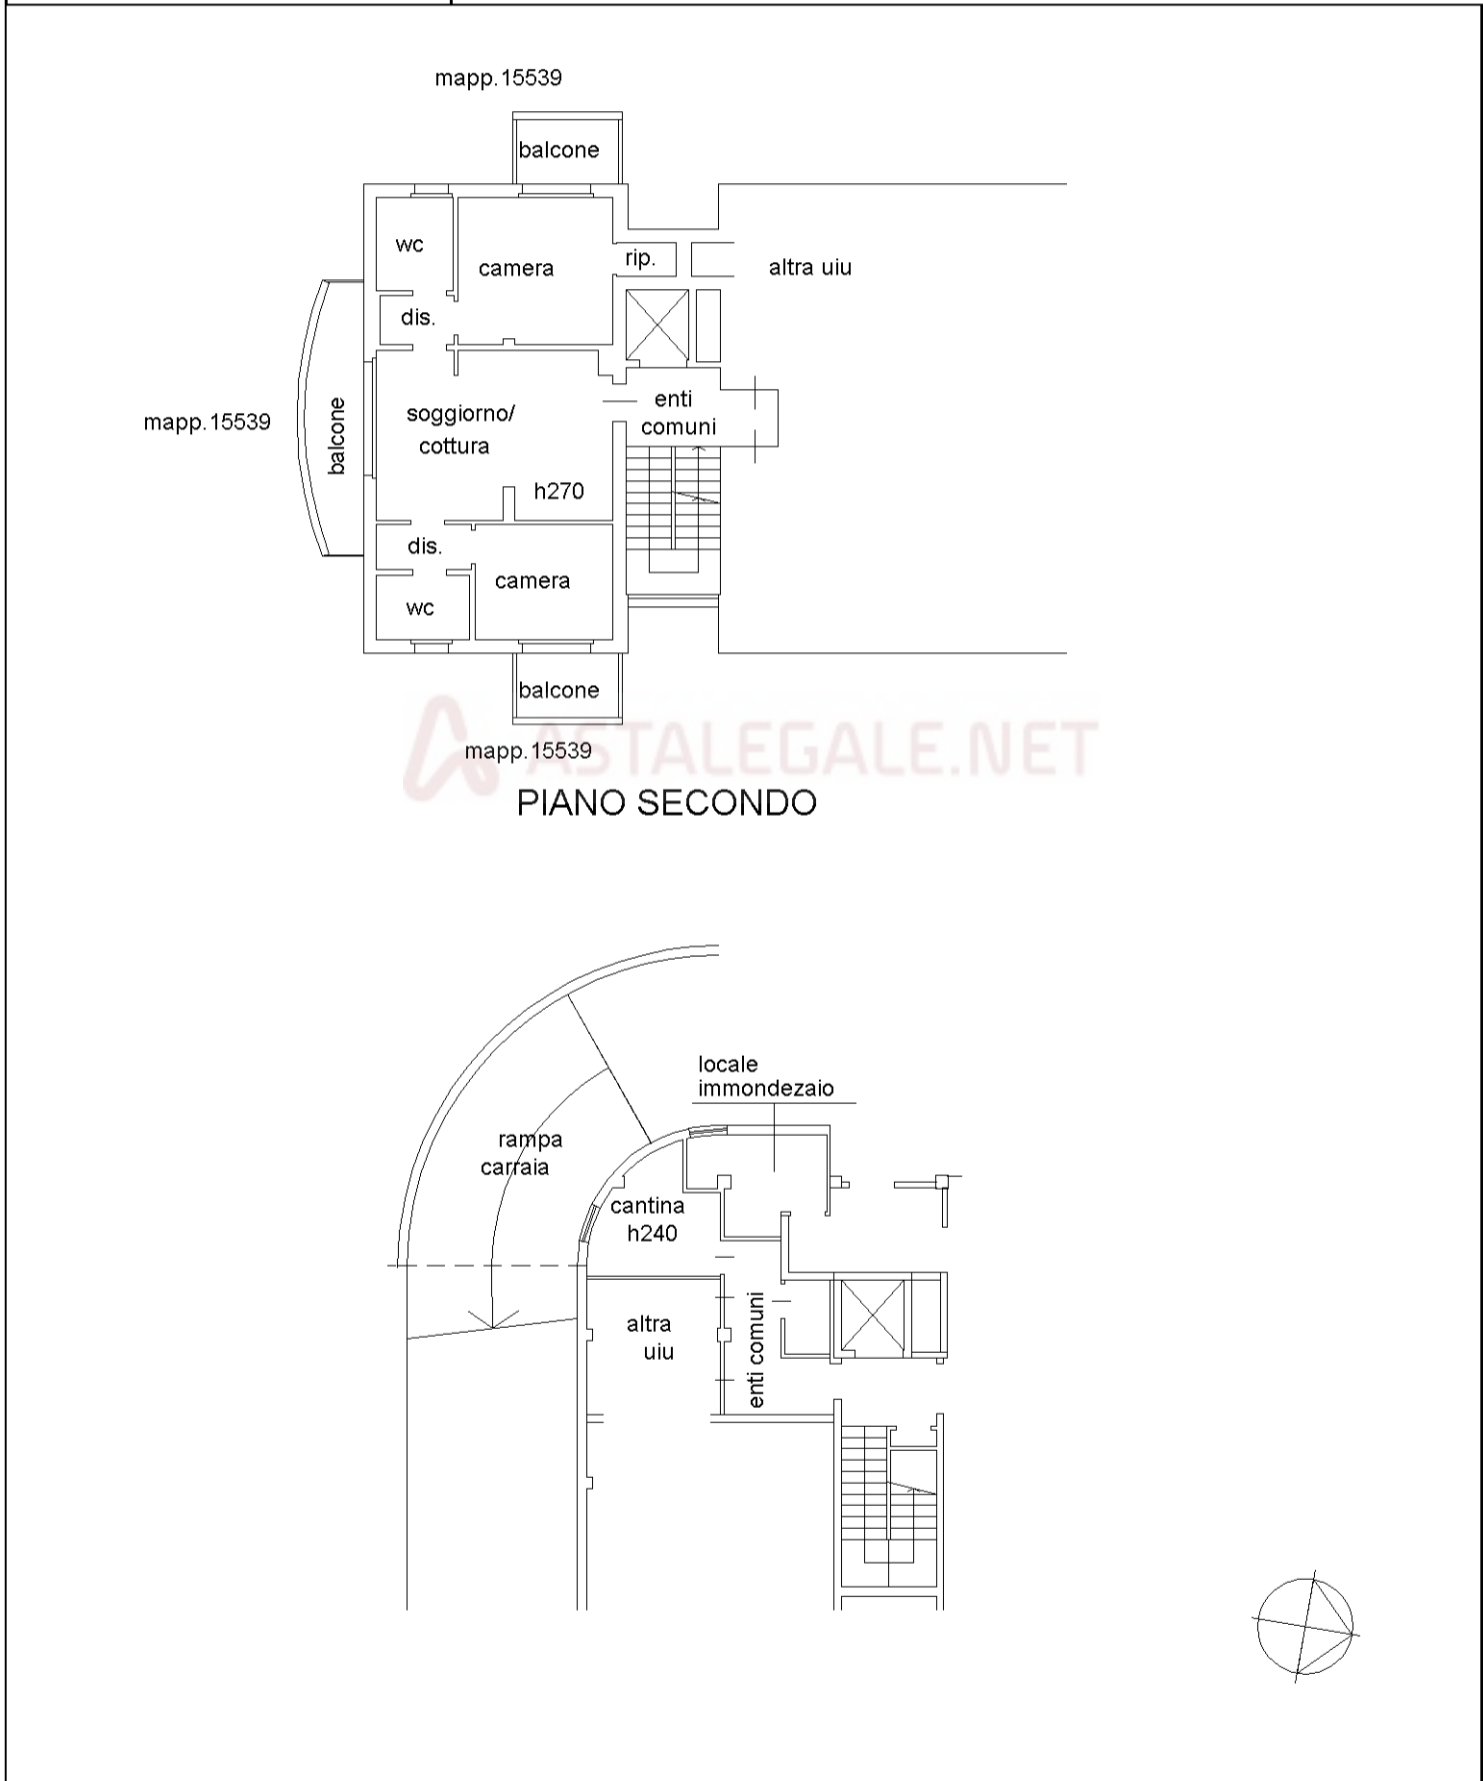 mapp.15539
balcone
wc
camera
rip.
altra uiu
dis.
mapp.15539
balcone
soggiorno/
cottura
enti
comuni
h270
dis.
camera
wc
balcone
ASTALEGALE.NET
mapp.15539
PIANO SECONDO
locale
immondezaio
rampa
carraia
cantina
h240
altra
uiu
enti comuni